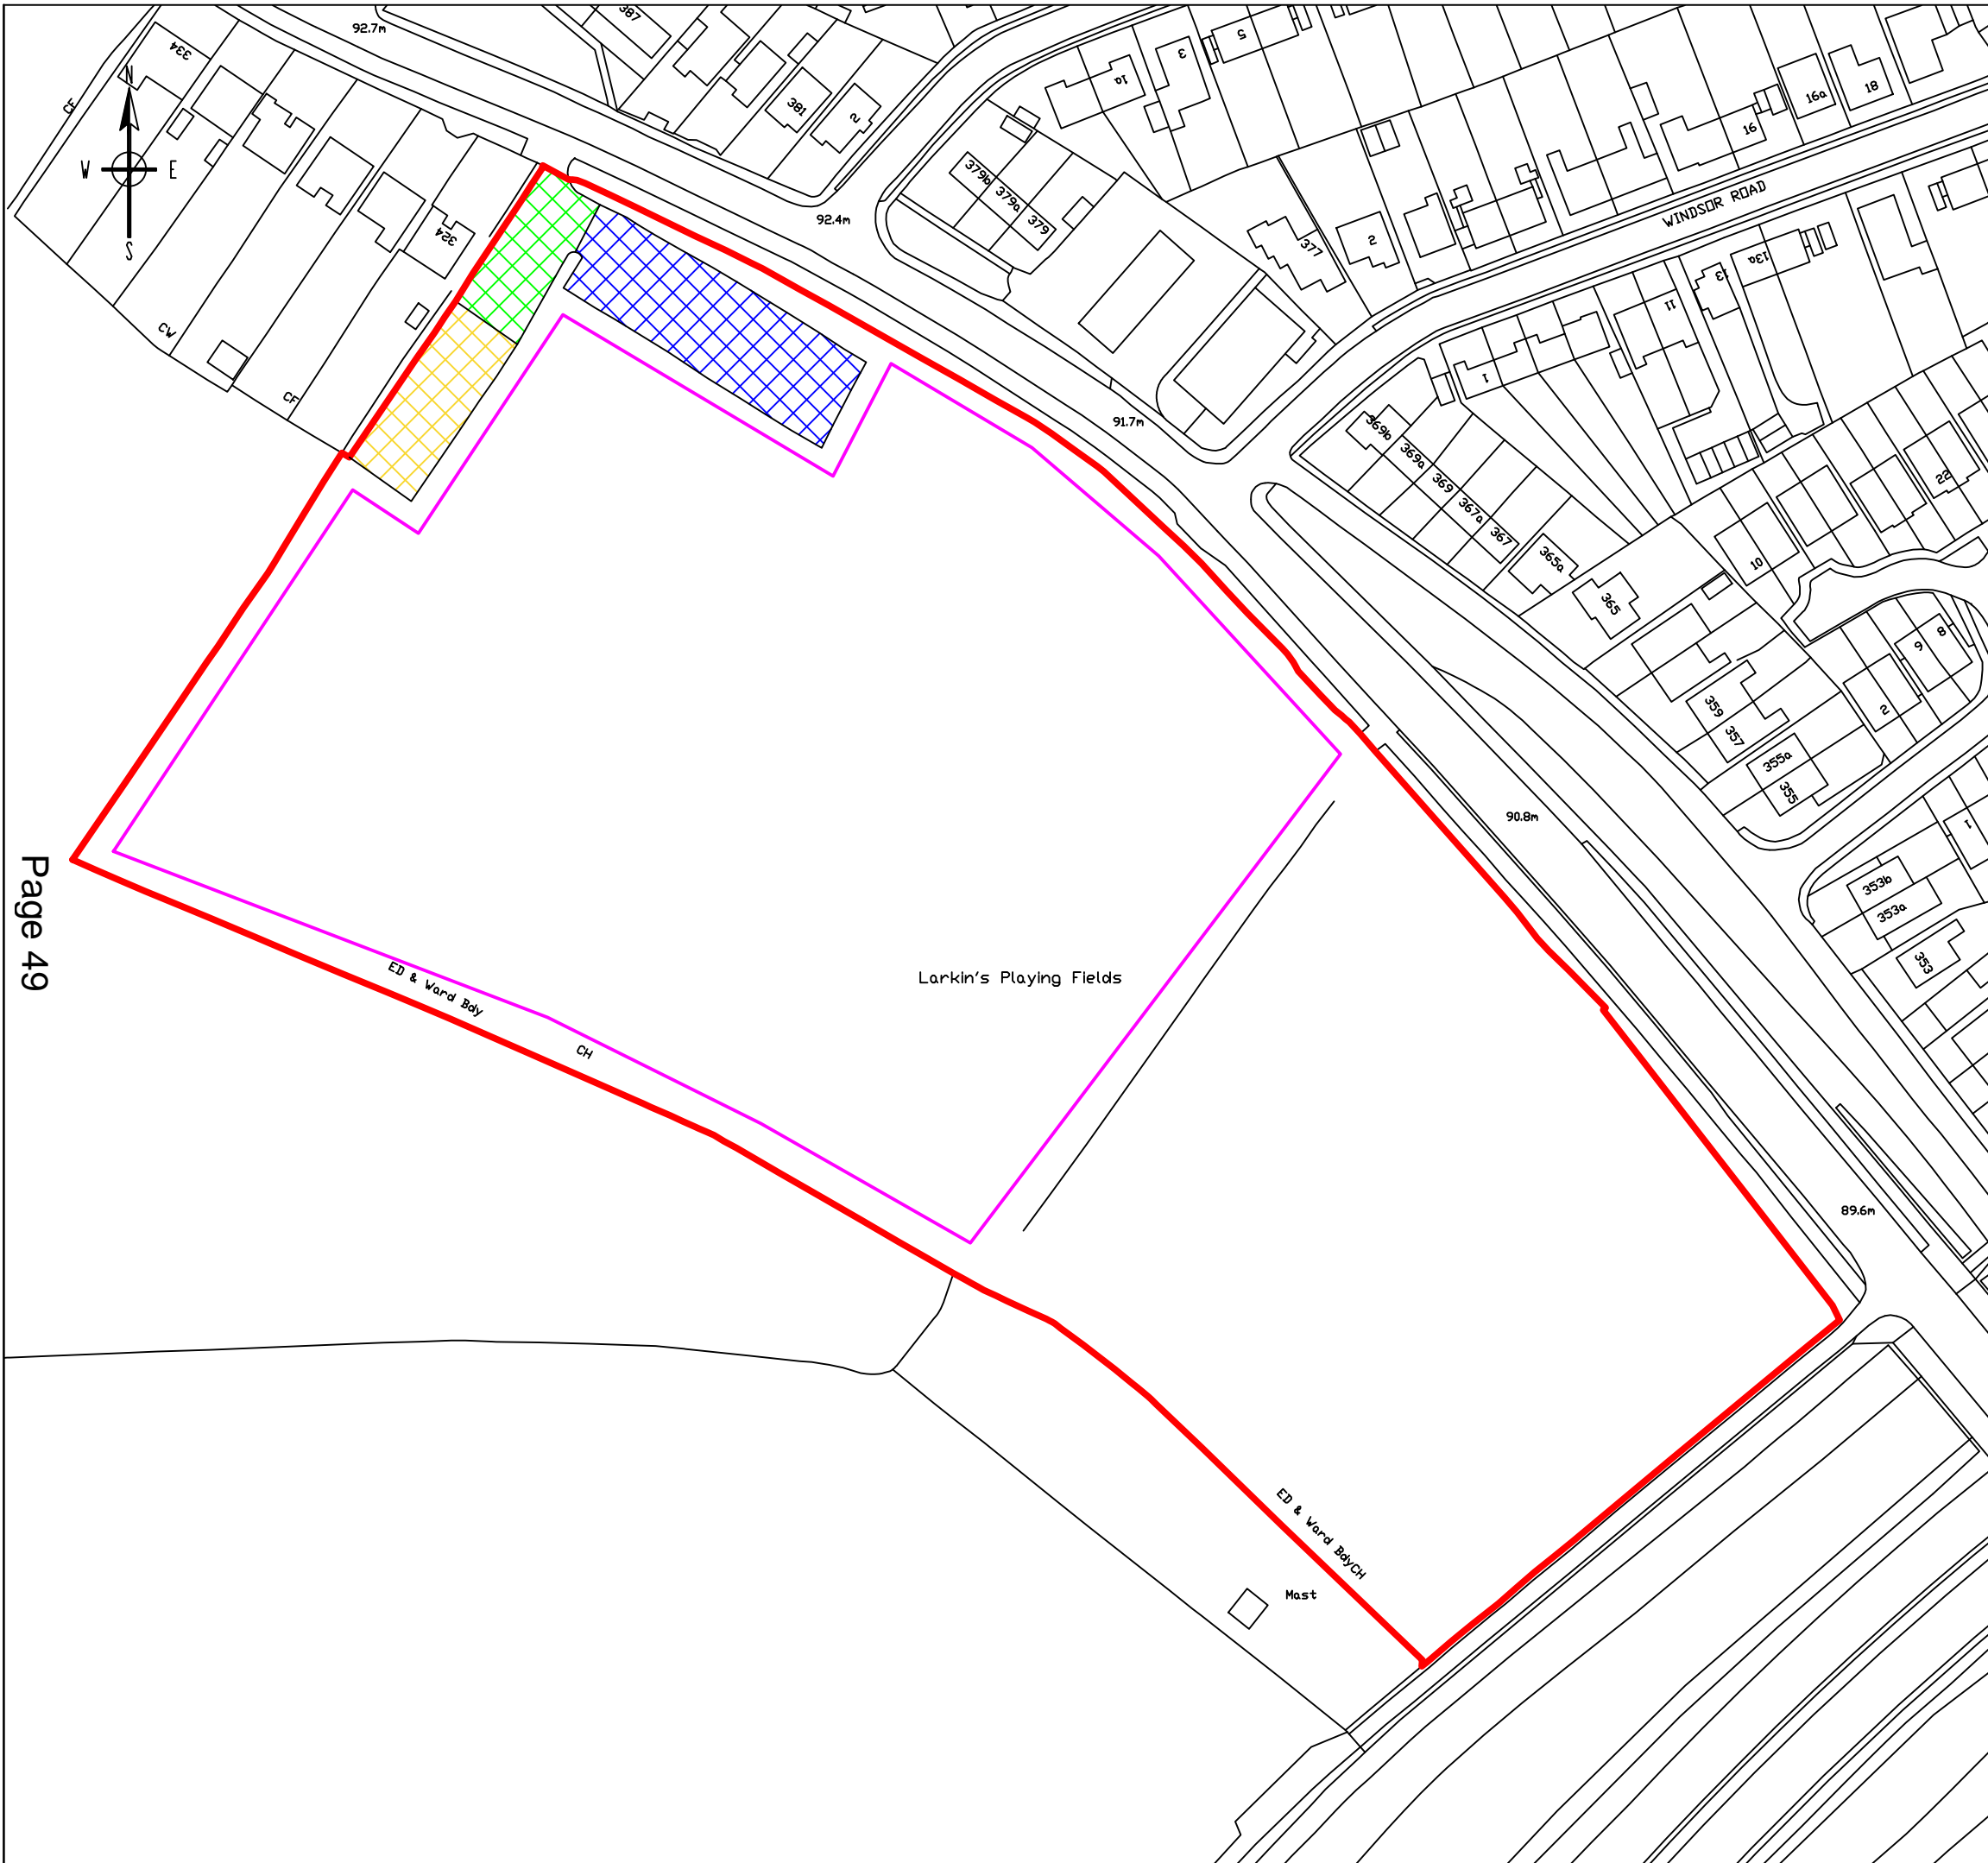 92.7m
387
334
CF
N
W
E
S
381
2
1a
3
5
16a
18
16
WINDSOR ROAD
379b
379a
379
92.4m
377
2
324
13
13a
11
1
CW
CF
91.7m
369b
369a
369
367a
367
365a
365
22
10
8
6
2
359
357
355a
355
90.8m
1
353b
353a
353
Page 49
ED & Ward Bdy
CH
Larkin's Playing Fields
89.6m
ED & Ward BdyCH
Mast